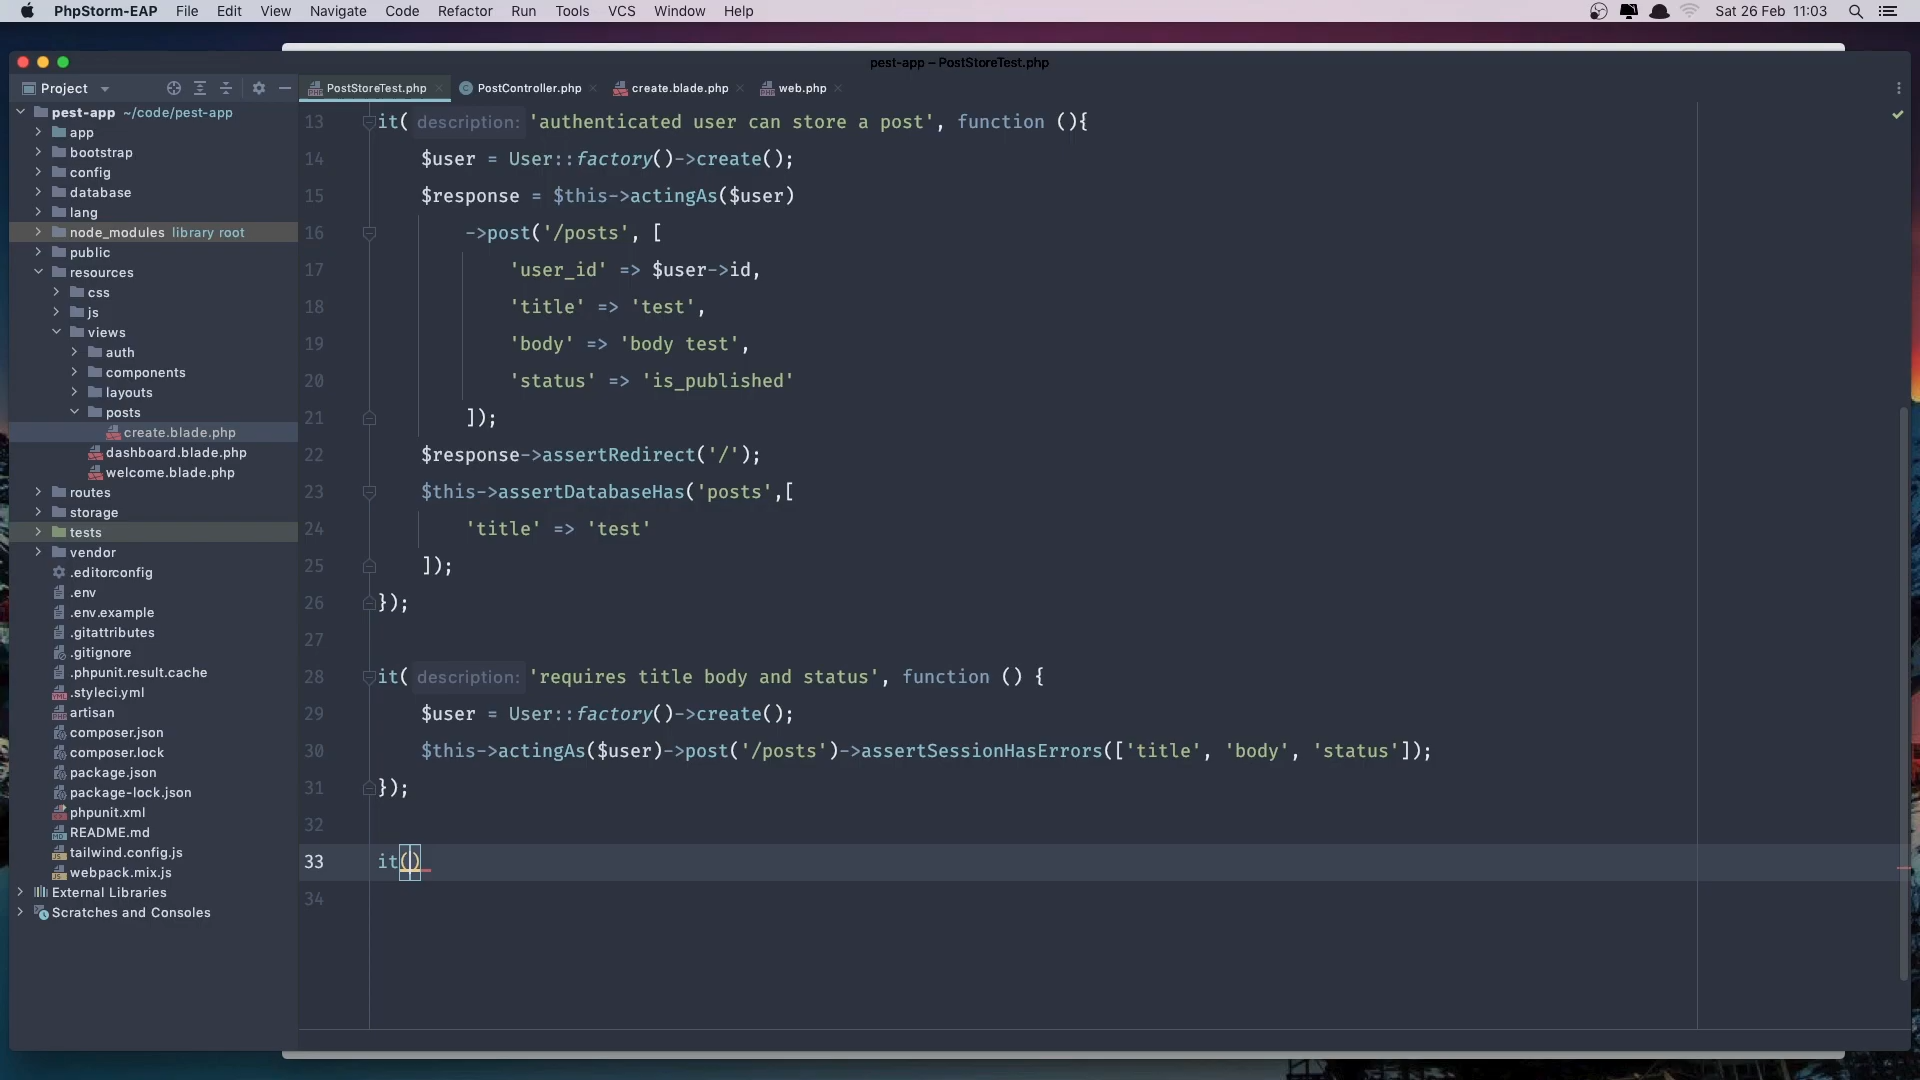 PhpStorm-EAP File Edit View Navigate Code Refactor Run Tools VCS Window Help Sat 26 Feb 11:03
pest-app – PostStoreTest.php
Project PostStoreTest.php PostController.php create.blade.php web.php
pest-app ~/code/pest-app
app
bootstrap
config
database
lang
node_modules library root
public
resources
css
js
views
auth
components
layouts
posts
create.blade.php
dashboard.blade.php
welcome.blade.php
routes
storage
tests
vendor
.editorconfig
.env
.env.example
.gitattributes
.gitignore
.phpunit.result.cache
.styleci.yml
artisan
composer.json
composer.lock
package.json
package-lock.json
phpunit.xml
README.md
tailwind.config.js
webpack.mix.js
External Libraries
Scratches and Consoles
13 it( description: 'authenticated user can store a post', function (){
14 $user = User::factory()->create();
15 $response = $this->actingAs($user)
16 ->post('/posts', [
17 'user_id' => $user->id,
18 'title' => 'test',
19 'body' => 'body test',
20 'status' => 'is_published'
21 ]);
22 $response->assertRedirect('/');
23 $this->assertDatabaseHas('posts',[
24 'title' => 'test'
25 ]);
26 });
27
28 it( description: 'requires title body and status', function () {
29 $user = User::factory()->create();
30 $this->actingAs($user)->post('/posts')->assertSessionHasErrors(['title', 'body', 'status']);
31 });
32
33 it()
34